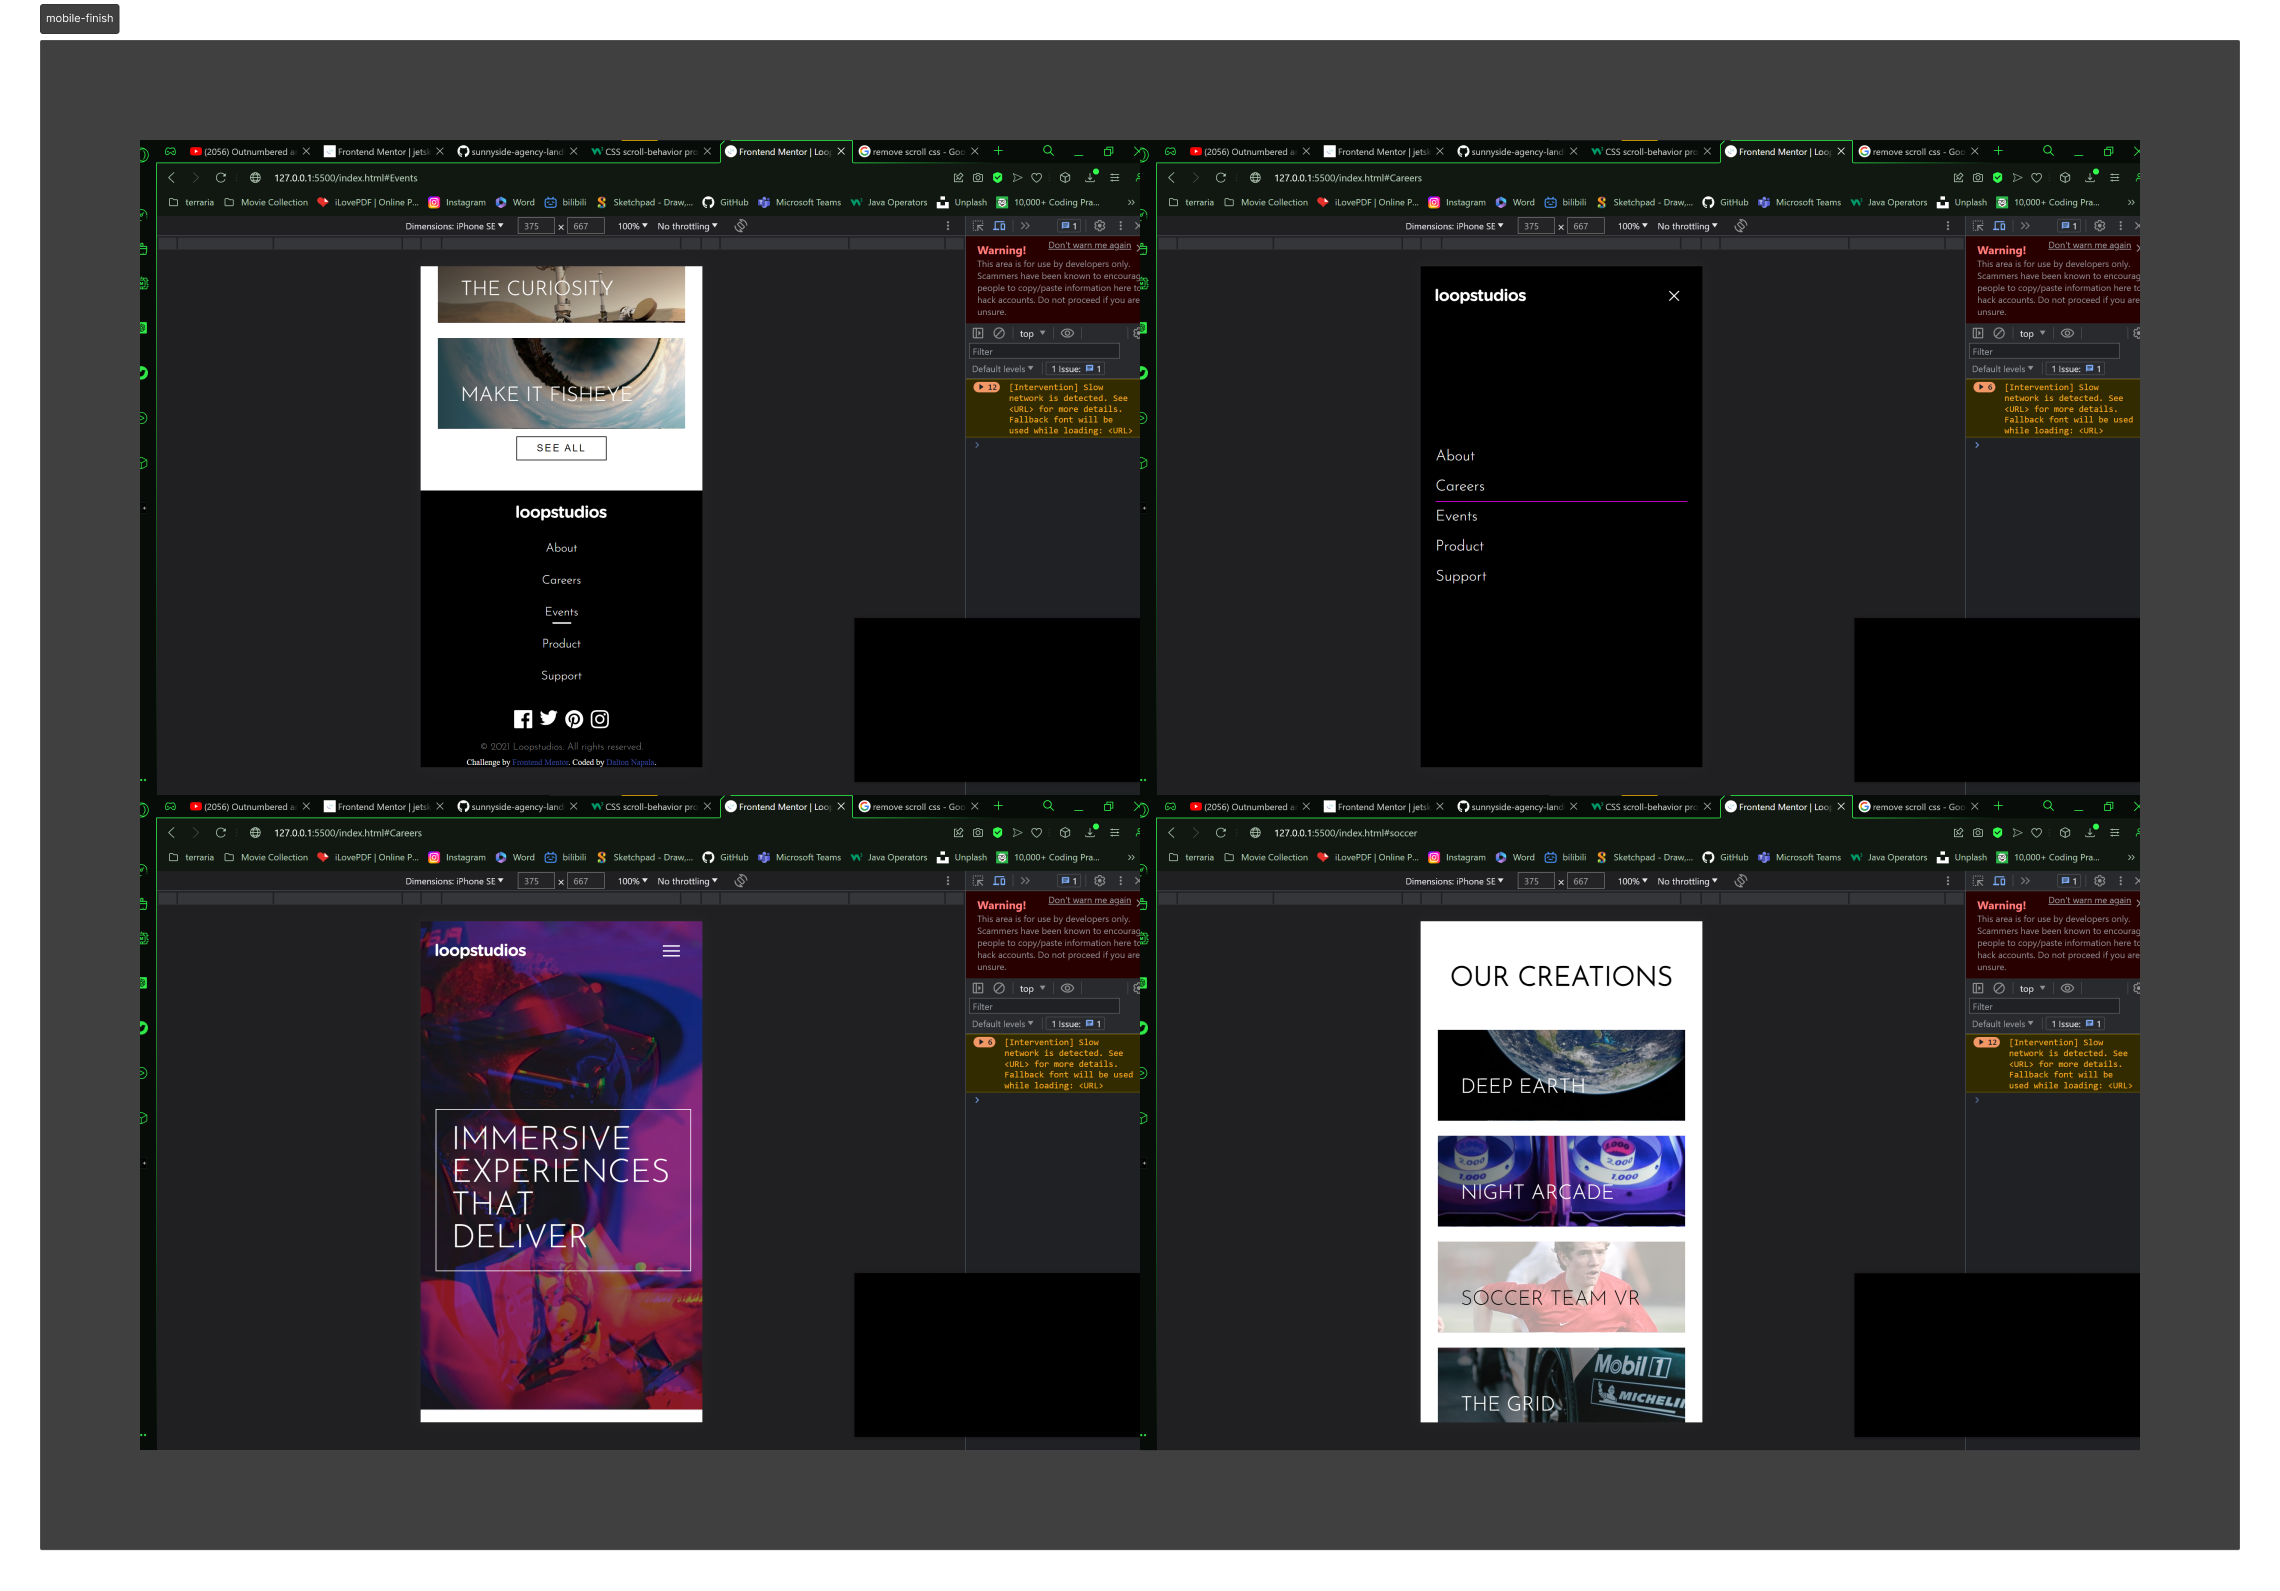 mobile-finish
(2056) Outnumbered a
Frontend Mentor | jetsk
sunnyside-agency-land
CSS scroll-behavior pro
Frontend Mentor | Loop
remove scroll css - Goo
127.0.0.1:5500/index.html#Events
terraria
Movie Collection
iLovePDF | Online P...
Instagram
Word
bilibili
Sketchpad - Draw,...
GitHub
Microsoft Teams
Java Operators
Unplash
10,000+ Coding Pra...
Dimensions: iPhone SE 375 x 667 100% No throttling
1
THE CURIOSITY
MAKE IT FISHEYE
SEE ALL
loopstudios
About
Careers
Events
Product
Support
© 2021 Loopstudios. All rights reserved.
Challenge by Frontend Mentor. Coded by Dalton Napala.
Warning!
Don't warn me again
This area is for use by developers only.
Scammers have been known to encourag
people to copy/paste information here to
hack accounts. Do not proceed if you are
unsure.
top
Filter
Default levels
1 Issue: 1
12 [Intervention] Slow
network is detected. See
<URL> for more details.
Fallback font will be
used while loading: <URL>
(2056) Outnumbered a
Frontend Mentor | jetsk
sunnyside-agency-land
CSS scroll-behavior pro
Frontend Mentor | Loop
remove scroll css - Goo
127.0.0.1:5500/index.html#Careers
terraria
Movie Collection
iLovePDF | Online P...
Instagram
Word
bilibili
Sketchpad - Draw,...
GitHub
Microsoft Teams
Java Operators
Unplash
10,000+ Coding Pra...
Dimensions: iPhone SE 375 x 667 100% No throttling
1
loopstudios
About
Careers
Events
Product
Support
Warning!
Don't warn me again
This area is for use by developers only.
Scammers have been known to encourag
people to copy/paste information here to
hack accounts. Do not proceed if you are
unsure.
top
Filter
Default levels
1 Issue: 1
6 [Intervention] Slow
network is detected. See
<URL> for more details.
Fallback font will be used
while loading: <URL>
(2056) Outnumbered a
Frontend Mentor | jetsk
sunnyside-agency-land
CSS scroll-behavior pro
Frontend Mentor | Loop
remove scroll css - Goo
127.0.0.1:5500/index.html#Careers
terraria
Movie Collection
iLovePDF | Online P...
Instagram
Word
bilibili
Sketchpad - Draw,...
GitHub
Microsoft Teams
Java Operators
Unplash
10,000+ Coding Pra...
Dimensions: iPhone SE 375 x 667 100% No throttling
1
loopstudios
IMMERSIVE
EXPERIENCES
THAT
DELIVER
Warning!
Don't warn me again
This area is for use by developers only.
Scammers have been known to encourag
people to copy/paste information here to
hack accounts. Do not proceed if you are
unsure.
top
Filter
Default levels
1 Issue: 1
6 [Intervention] Slow
network is detected. See
<URL> for more details.
Fallback font will be used
while loading: <URL>
(2056) Outnumbered a
Frontend Mentor | jetsk
sunnyside-agency-land
CSS scroll-behavior pro
Frontend Mentor | Loop
remove scroll css - Goo
127.0.0.1:5500/index.html#soccer
terraria
Movie Collection
iLovePDF | Online P...
Instagram
Word
bilibili
Sketchpad - Draw,...
GitHub
Microsoft Teams
Java Operators
Unplash
10,000+ Coding Pra...
Dimensions: iPhone SE 375 x 667 100% No throttling
1
OUR CREATIONS
DEEP EARTH
1,000 1,000
2.000 2.000
1,000 1.000
NIGHT ARCADE
SOCCER TEAM VR
Mobil 1
MICHELI
THE GRID
Warning!
Don't warn me again
This area is for use by developers only.
Scammers have been known to encourag
people to copy/paste information here to
hack accounts. Do not proceed if you are
unsure.
top
Filter
Default levels
1 Issue: 1
12 [Intervention] Slow
network is detected. See
<URL> for more details.
Fallback font will be
used while loading: <URL>